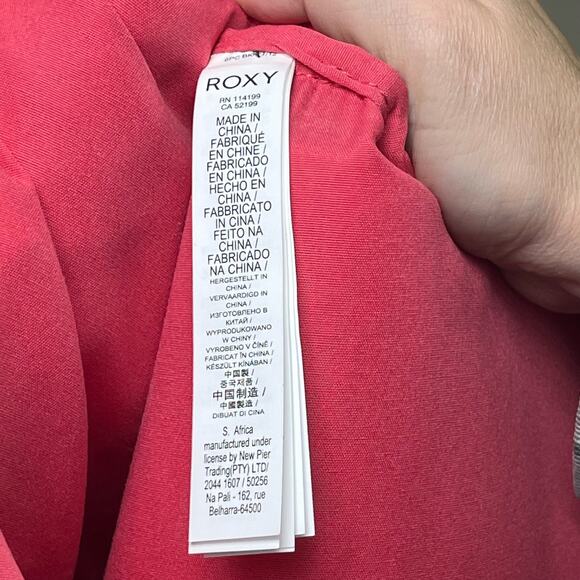 ROXY
RN 114199
CA 52199
MADE IN
CHINA /
FABRIQUÉ
EN CHINE /
FABRICADO
EN CHINA /
HECHO EN
CHINA /
FABBRICATO
IN CINA /
FEITO NA
CHINA /
FABRICADO
NA CHINA /
HERGESTELLT IN
CHINA /
VERVAARDIGD IN
CHINA /
ИЗГОТОВЛЕНО В
КИТАЙ /
WYPRODUKOWANO
W CHINY /
VYROBENO V ČÍNĚ /
FABRICAT ÎN CHINA /
KÉSZÜLT KÍNÁBAN /
中国製 /
중국제품 /
中国制造 /
中國製造 /
DIBUAT DI CINA
S. Africa
manufactured under
license by New Pier
Trading(PTY) LTD/
2044 1607 / 50256
Na Pali - 162, rue
Belharra-64500